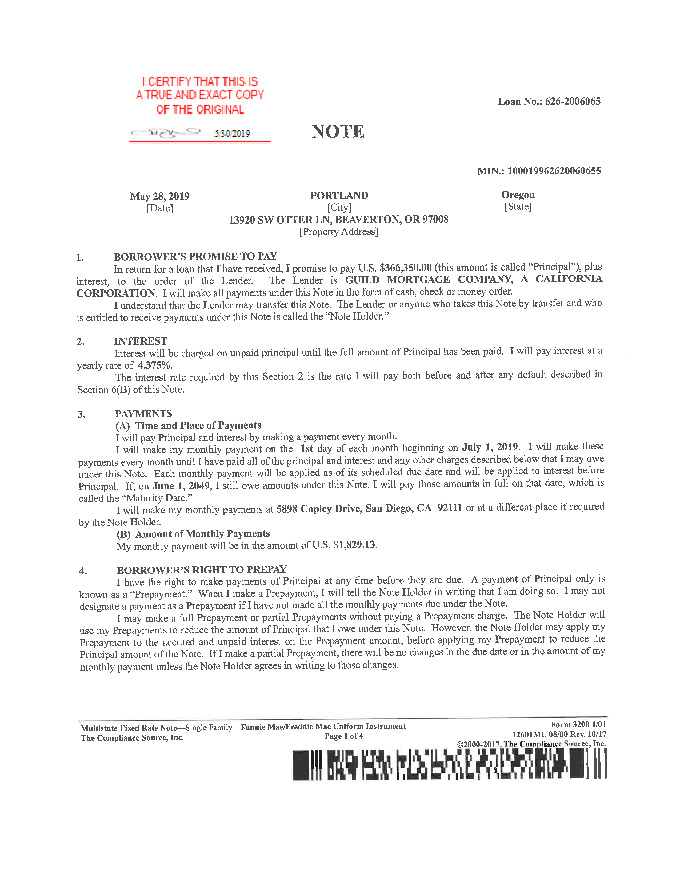 I CERTIFY THAT THIS IS
A TRUE AND EXACT COPY
OF THE ORIGINAL
5/30/2019
Loan No.: 626-2006065
NOTE
MIN.: 100019962620060655
May 28, 2019 PORTLAND Oregon
[Date] [City] [State]
13920 SW OTTER LN, BEAVERTON, OR 97008
[Property Address]
1. BORROWER'S PROMISE TO PAY
In return for a loan that I have received, I promise to pay U.S. $366,350.00 (this amount is called "Principal"), plus
interest, to the order of the Lender. The Lender is GUILD MORTGAGE COMPANY, A CALIFORNIA
CORPORATION. I will make all payments under this Note in the form of cash, check or money order.
I understand that the Lender may transfer this Note. The Lender or anyone who takes this Note by transfer and who
is entitled to receive payments under this Note is called the "Note Holder."
2. INTEREST
Interest will be charged on unpaid principal until the full amount of Principal has been paid. I will pay interest at a
yearly rate of 4.375%.
The interest rate required by this Section 2 is the rate I will pay both before and after any default described in
Section 6(B) of this Note.
3. PAYMENTS
(A) Time and Place of Payments
I will pay Principal and interest by making a payment every month.
I will make my monthly payment on the 1st day of each month beginning on July 1, 2019. I will make these
payments every month until I have paid all of the principal and interest and any other charges described below that I may owe
under this Note. Each monthly payment will be applied as of its scheduled due date and will be applied to interest before
Principal. If, on June 1, 2049, I still owe amounts under this Note, I will pay those amounts in full on that date, which is
called the "Maturity Date."
I will make my monthly payments at 5898 Copley Drive, San Diego, CA 92111 or at a different place if required
by the Note Holder.
(B) Amount of Monthly Payments
My monthly payment will be in the amount of U.S. $1,829.13.
4. BORROWER'S RIGHT TO PREPAY
I have the right to make payments of Principal at any time before they are due. A payment of Principal only is
known as a "Prepayment." When I make a Prepayment, I will tell the Note Holder in writing that I am doing so. I may not
designate a payment as a Prepayment if I have not made all the monthly payments due under the Note.
I may make a full Prepayment or partial Prepayments without paying a Prepayment charge. The Note Holder will
use my Prepayments to reduce the amount of Principal that I owe under this Note. However, the Note Holder may apply my
Prepayment to the accrued and unpaid interest on the Prepayment amount, before applying my Prepayment to reduce the
Principal amount of the Note. If I make a partial Prepayment, there will be no changes in the due date or in the amount of my
monthly payment unless the Note Holder agrees in writing to those changes.
Multistate Fixed Rate Note—Single Family Fannie Mae/Freddie Mac Uniform Instrument Form 3200 1/01
The Compliance Source, Inc. Page 1 of 4 12601ML 08/00 Rev. 10/17
©2000-2017, The Compliance Source, Inc.